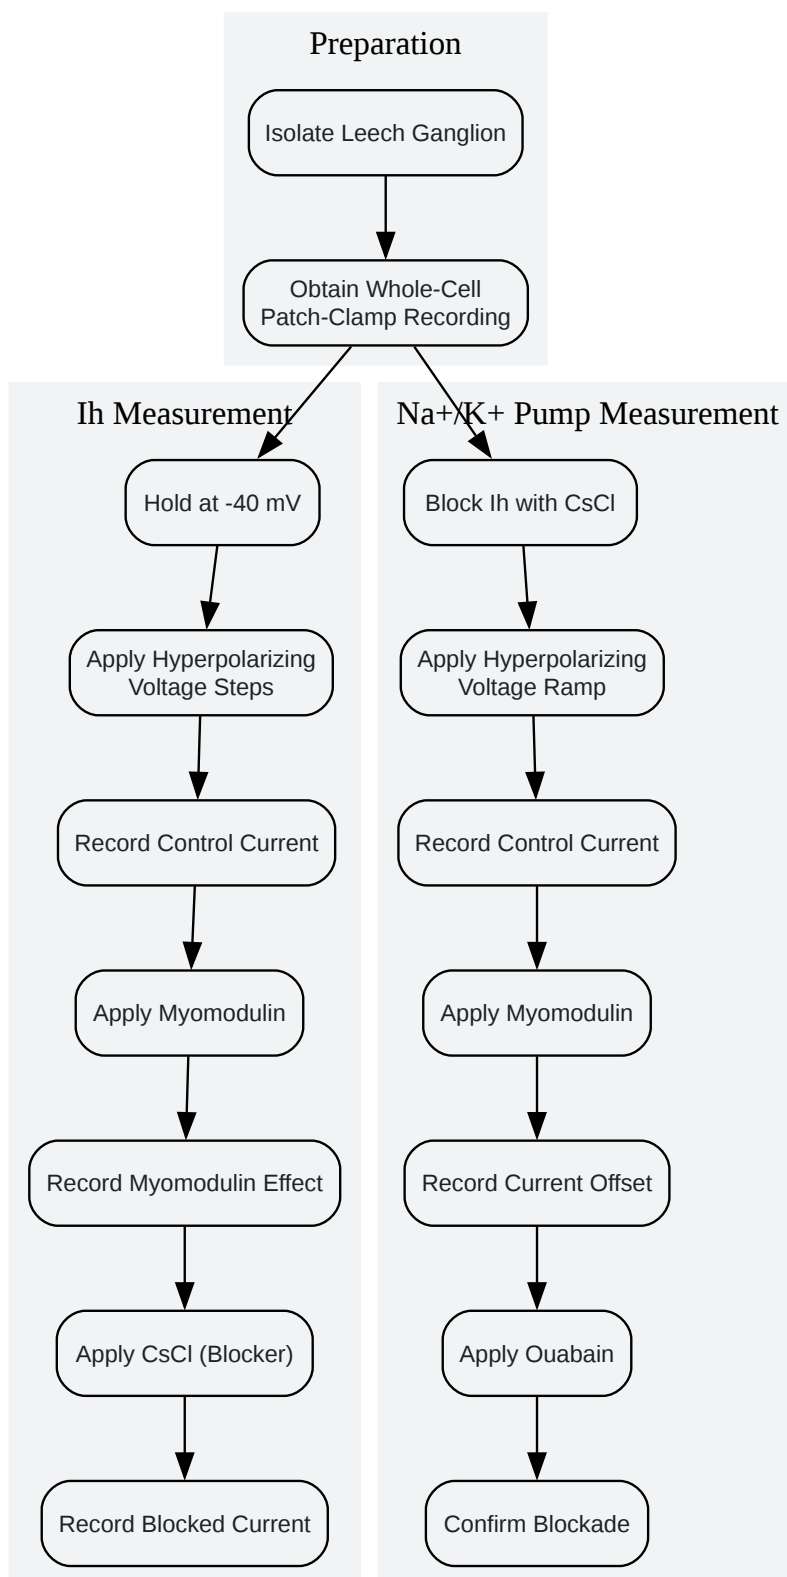 Preparation
Isolate Leech Ganglion
Obtain Whole-Cell
Patch-Clamp Recording
Ih Measurement
Hold at -40 mV
Apply Hyperpolarizing
Voltage Steps
Record Control Current
Apply Myomodulin
Record Myomodulin Effect
Apply CsCl (Blocker)
Record Blocked Current
Na+/K+ Pump Measurement
Block Ih with CsCl
Apply Hyperpolarizing
Voltage Ramp
Record Control Current
Apply Myomodulin
Record Current Offset
Apply Ouabain
Confirm Blockade